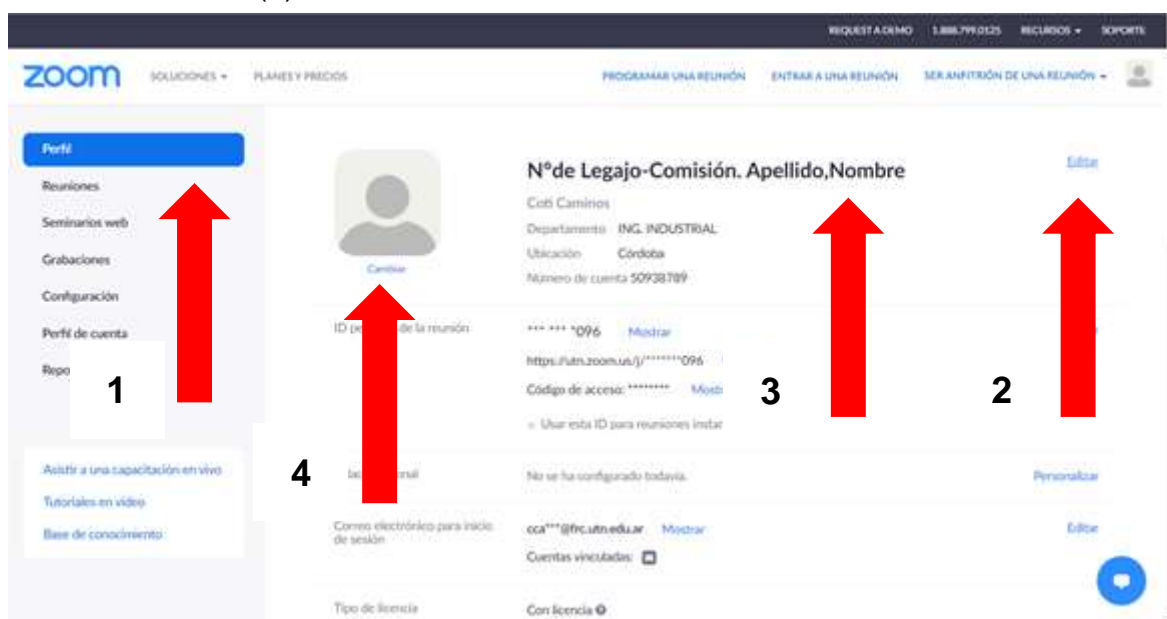 REQUEST A DEMO 1.888.799.0125 RECURSOS SOPORTE
zoom SOLUCIONES PLANES Y PRECIOS PROGRAMAR UNA REUNIÓN ENTRAR A UNA REUNIÓN SER ANFITRIÓN DE UNA REUNIÓN
Perfil
Reuniones
Seminarios web
Grabaciones
Configuración
Perfil de cuenta
Repo
1
Asistir a una capacitación en vivo
Tutoriales en video
Base de conocimiento
Cambiar
4
N°de Legajo-Comisión. Apellido,Nombre
Editar
Coti Caminos
Departamento ING. INDUSTRIAL
Ubicación Córdoba
Número de cuenta 50938789
ID de la reunión *** *** *096 Mostrar
https://utn.zoom.us/j/********096
Código de acceso: ********
Usar esta ID para reuniones
3
2
No se ha configurado todavía. Personalizar
Correo electrónico para inicio de sesión
cca***@frc.utn.edu.ar Mostrar Editar
Cuentas vinculadas:
Tipo de licencia Con licencia